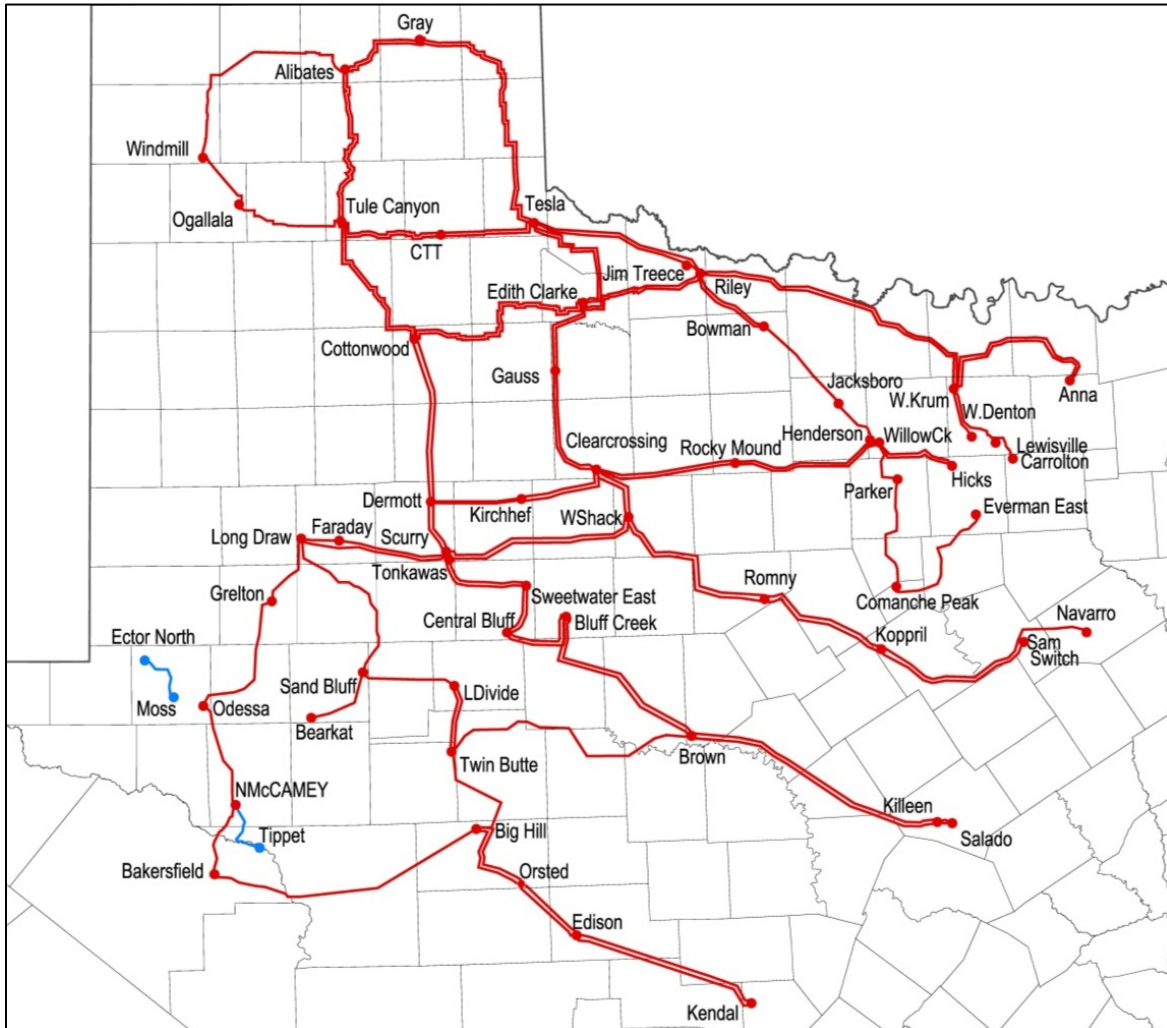 Gray
Alibates
Windmill
Ogallala
Tule Canyon
Tesla
CTT
Jim Treece
Riley
Edith Clarke
Bowman
Cottonwood
Gauss
Jacksboro
W.Krum
Anna
W.Denton
Clearcrossing
Rocky Mound
Henderson
WillowCk
Lewisville
Carrolton
Hicks
Parker
Dermott
Kirchhef
Everman East
WShack
Long Draw
Faraday
Scurry
Tonkawas
Grelton
Sweetwater East
Romny
Comanche Peak
Navarro
Central Bluff
Bluff Creek
Ector North
Koppril
Sam
Switch
Sand Bluff
LDivide
Moss
Odessa
Bearkat
Twin Butte
Brown
NMcCAMEY
Killeen
Tippet
Big Hill
Salado
Bakersfield
Orsted
Edison
Kendal